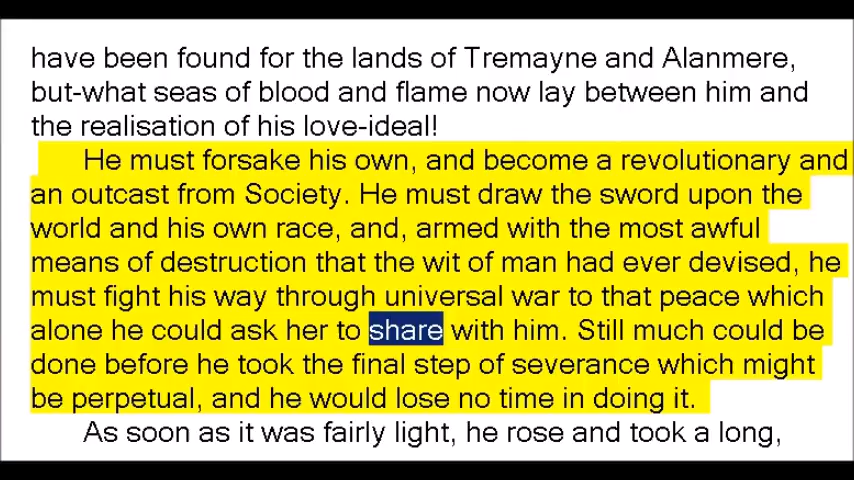 have been found for the lands of Tremayne and Alanmere,
but-what seas of blood and flame now lay between him and
the realisation of his love-ideal!
He must forsake his own, and become a revolutionary and
an outcast from Society. He must draw the sword upon the
world and his own race, and, armed with the most awful
means of destruction that the wit of man had ever devised, he
must fight his way through universal war to that peace which
alone he could ask her to share with him. Still much could be
done before he took the final step of severance which might
be perpetual, and he would lose no time in doing it.
As soon as it was fairly light, he rose and took a long,